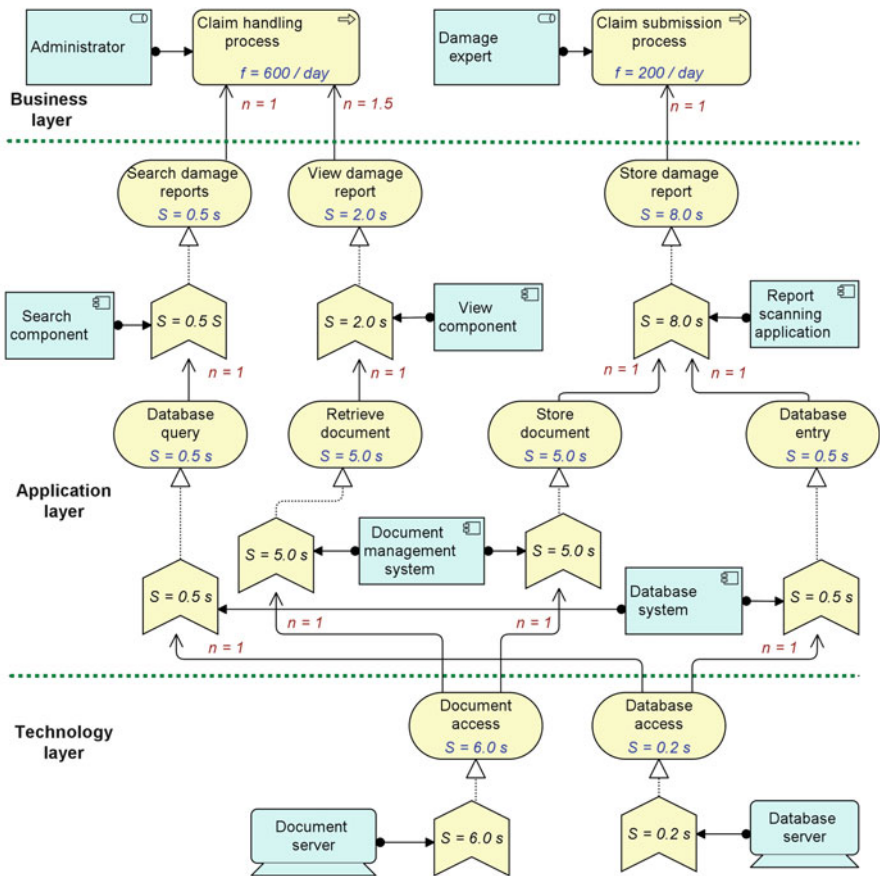 Administrator
Claim handling
process
f = 600 / day
Damage
expert
Claim submission
process
f = 200 / day
Business
layer
n = 1
n = 1.5
n = 1
Search damage
reports
S = 0.5 s
View damage
report
S = 2.0 s
Store damage
report
S = 8.0 s
Search
component
S = 0.5 S
S = 2.0 s
View
component
S = 8.0 s
Report
scanning
application
n = 1
n = 1
n = 1
n = 1
Database
query
S = 0.5 s
Retrieve
document
S = 5.0 s
Store
document
S = 5.0 s
Database
entry
S = 0.5 s
Application
layer
S = 5.0 s
Document
management
system
S = 5.0 s
S = 0.5 s
Database
system
S = 0.5 s
n = 1
n = 1
n = 1
n = 1
Technology
layer
Document
access
S = 6.0 s
Database
access
S = 0.2 s
Document
server
S = 6.0 s
S = 0.2 s
Database
server